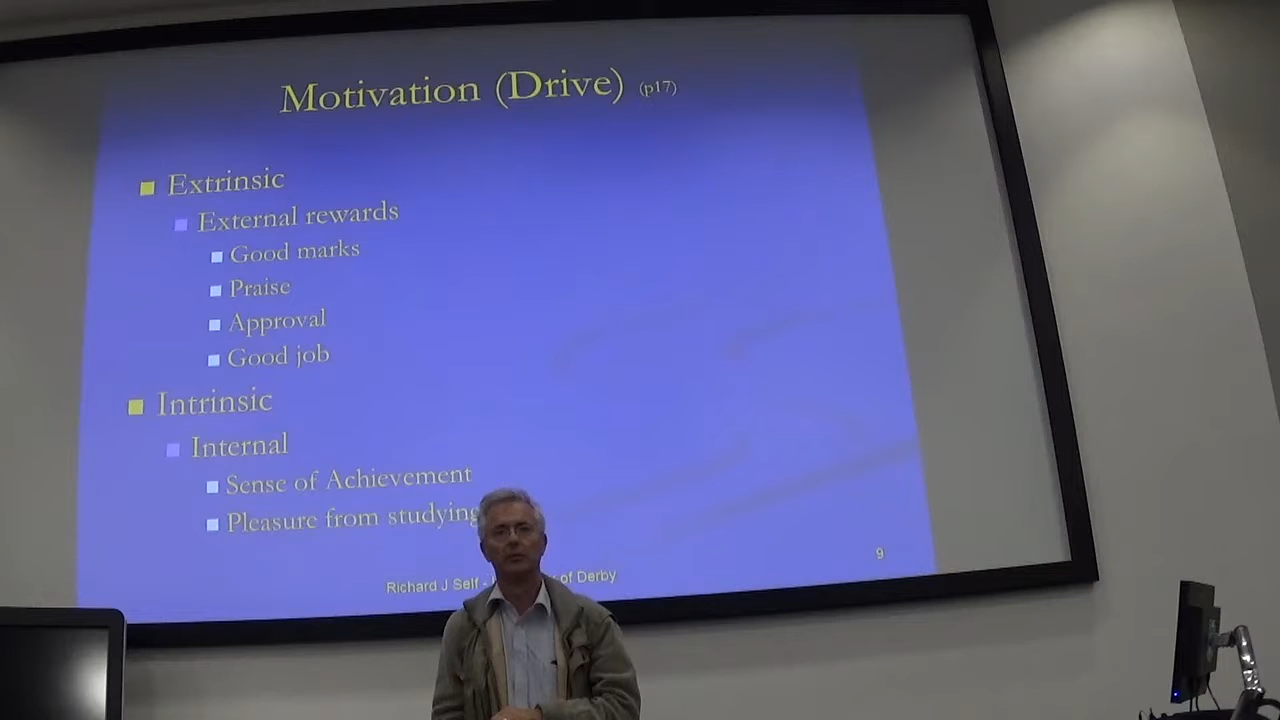 Motivation (Drive) (p17)
Extrinsic
External rewards
Good marks
Praise
Approval
Good job
Intrinsic
Internal
Sense of Achievement
Pleasure from studying
Richard J Self - of Derby
9